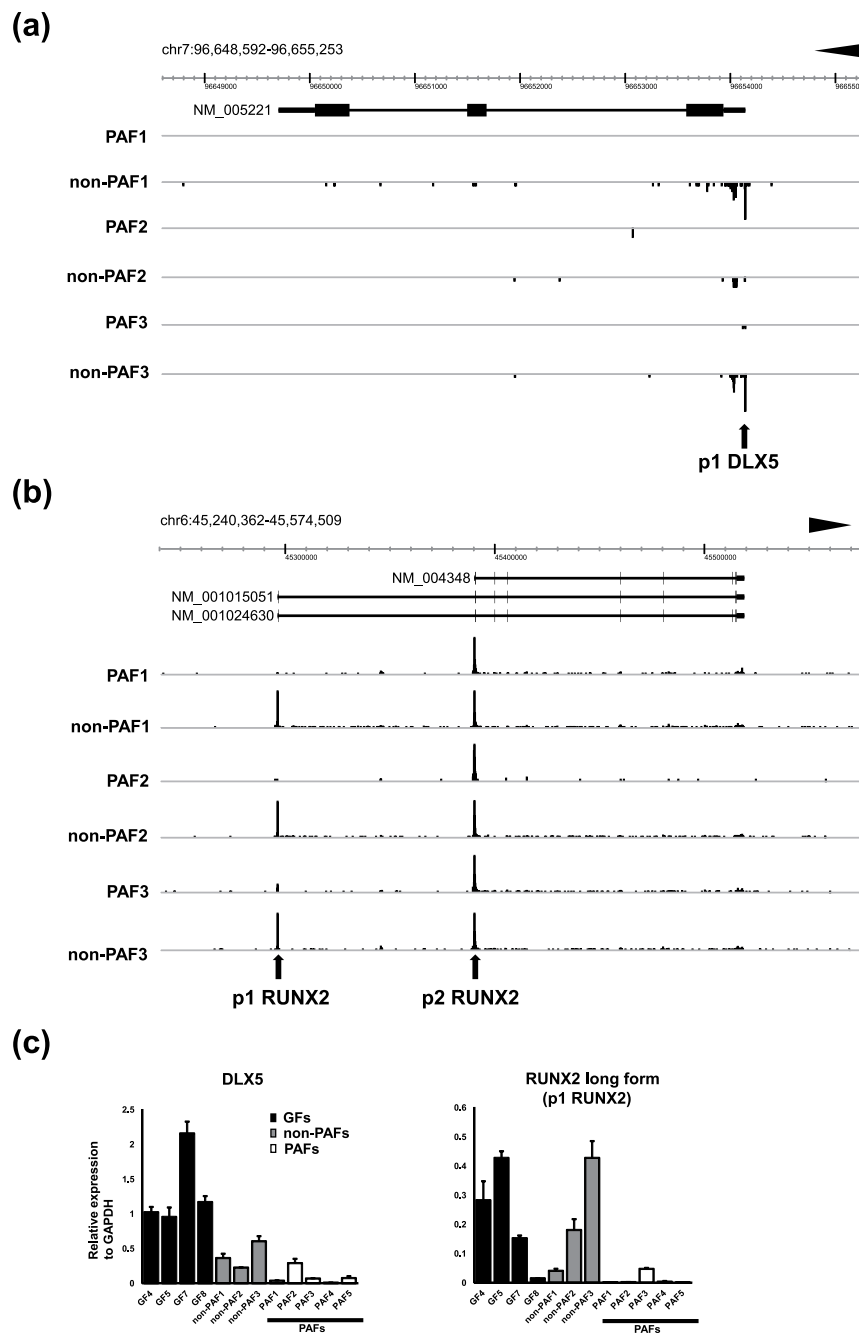 (a)
chr7:96,648,592-96,655,253
96649000 96650000 96651000 96652000 96653000 96654000 96655
NM_005221
PAF1
non-PAF1
PAF2
non-PAF2
PAF3
non-PAF3
p1 DLX5
(b)
chr6:45,240,362-45,574,509
45300000 45400000 45500000
NM_004348
NM_001015051
NM_001024630
PAF1
non-PAF1
PAF2
non-PAF2
PAF3
non-PAF3
p1 RUNX2 p2 RUNX2
(c)
DLX5
Relative expression
to GAPDH
2.5
2
1.5
1
0.5
0
GFs
non-PAFs
PAFs
GF4 GF5 GF7 GF8 non-PAF1 non-PAF2 non-PAF3 PAF1 PAF2 PAF3 PAF4 PAF5
PAFs
RUNX2 long form
(p1 RUNX2)
0.6
0.5
0.4
0.3
0.2
0.1
0
GF4 GF5 GF7 GF8 non-PAF1 non-PAF2 non-PAF3 PAF1 PAF2 PAF3 PAF4 PAF5
PAFs